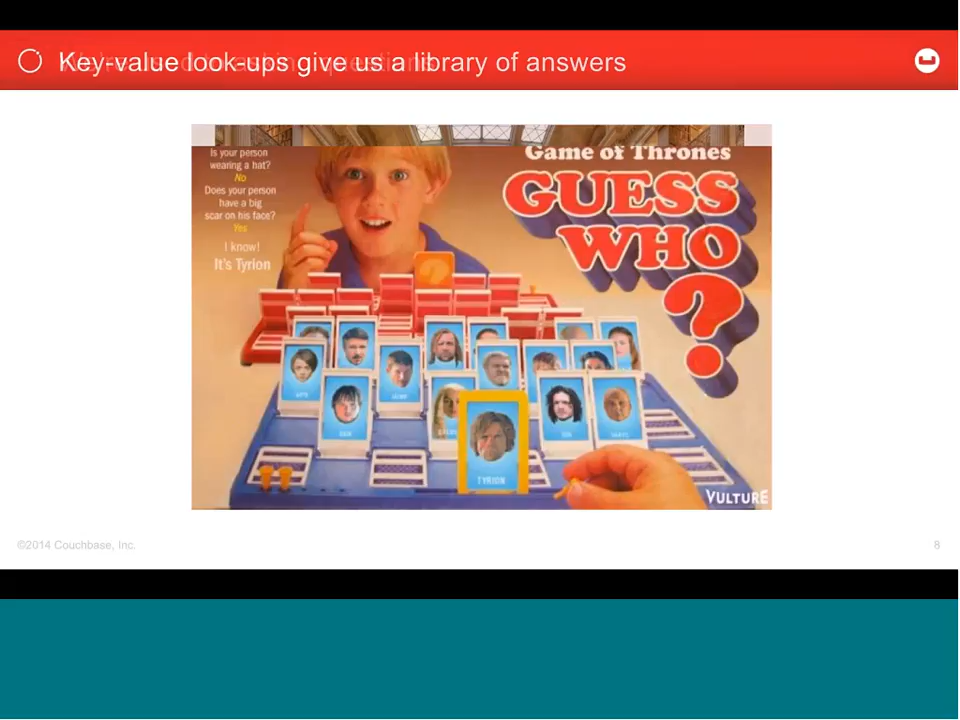 Key-value look-ups give us a library of answers
Is your person
wearing a hat?
No
Does your person
have a big
scar on his face?
Yes
I know!
It's Tyrion
Game of Thrones
GUESS
WHO
?
TYRION
VULTURE
©2014 Couchbase, Inc.
8